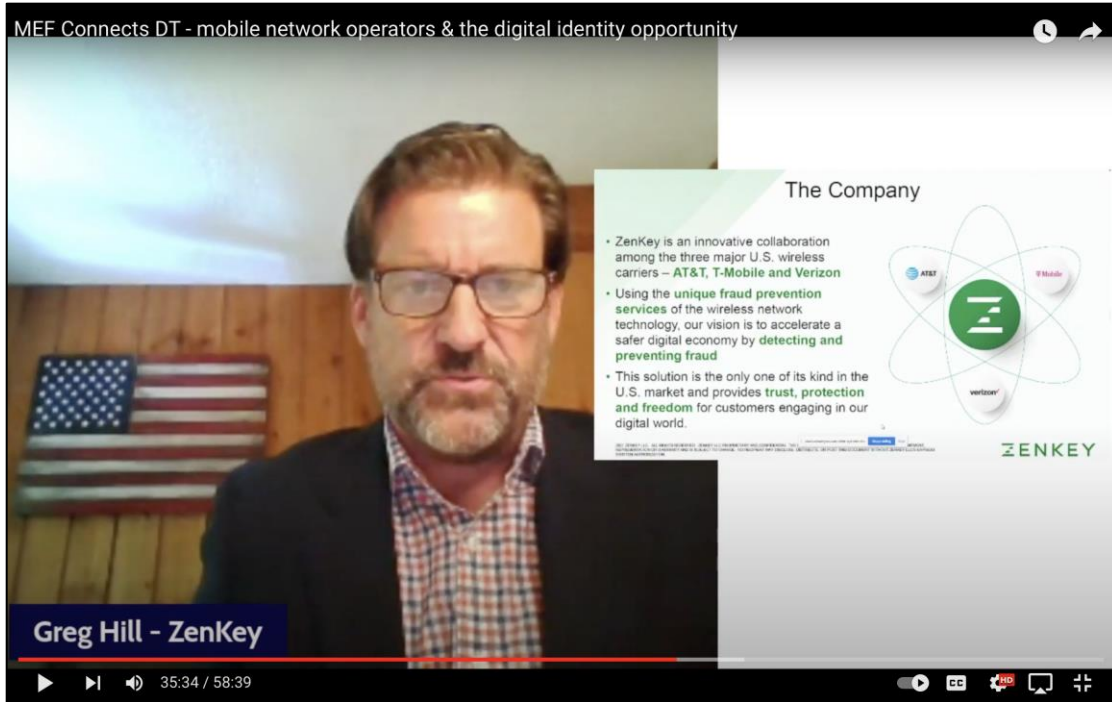 MEF Connects DT - mobile network operators & the digital identity opportunity
The Company
• ZenKey is an innovative collaboration
among the three major U.S. wireless
carriers – AT&T, T-Mobile and Verizon
• Using the unique fraud prevention
services of the wireless network
technology, our vision is to accelerate a
safer digital economy by detecting and
preventing fraud
• This solution is the only one of its kind in the
U.S. market and provides trust, protection
and freedom for customers engaging in our
digital world.
AT&T
T Mobile
verizon
ZENKEY
Greg Hill - ZenKey
35:34 / 58:39
CC
HD